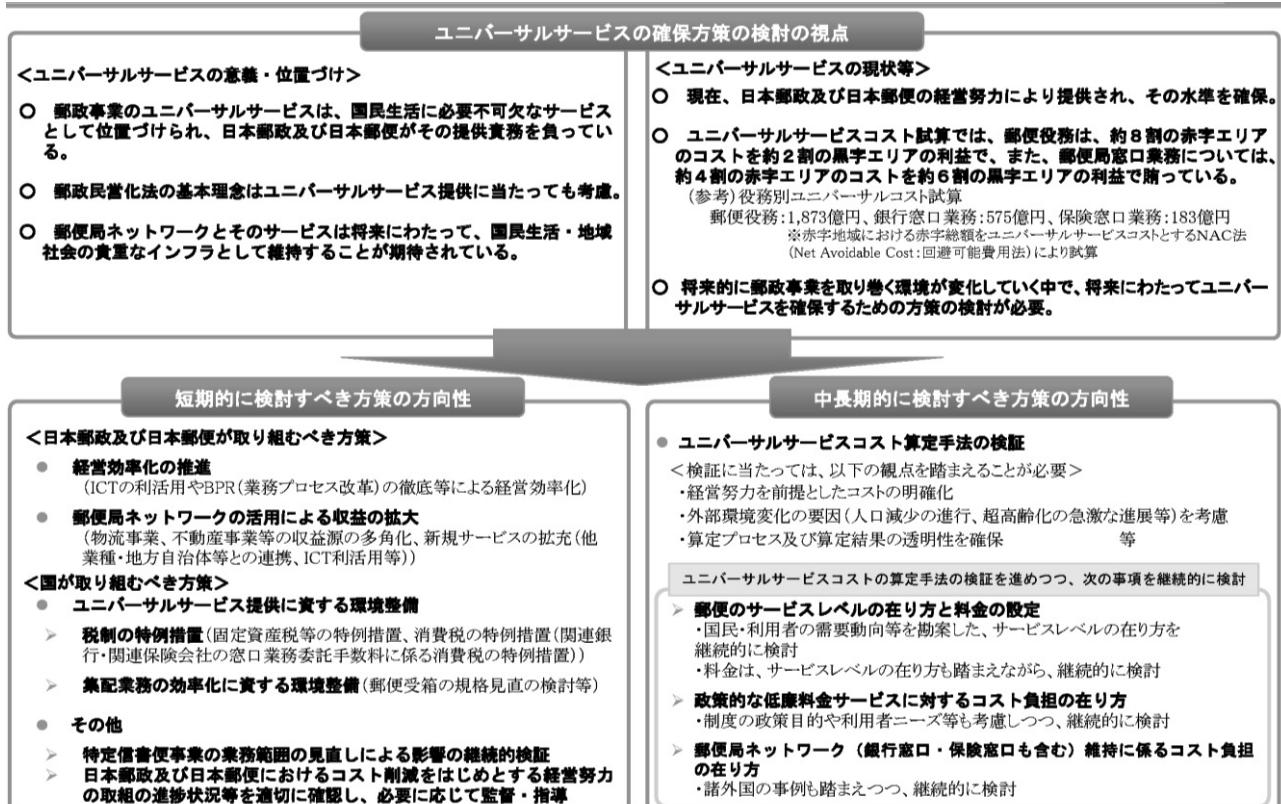 ユニバーサルサービスの確保方策の検討の視点
＜ユニバーサルサービスの意義・位置づけ＞
○ 郵政事業のユニバーサルサービスは、国民生活に必要不可欠なサービス
として位置づけられ、日本郵政及び日本郵便がその提供責務を負ってい
る。
○ 郵政民営化法の基本理念はユニバーサルサービス提供に当たっても考慮。
○ 郵便局ネットワークとそのサービスは将来にわたって、国民生活・地域
社会の貴重なインフラとして維持することが期待されている。
＜ユニバーサルサービスの現状等＞
○ 現在、日本郵政及び日本郵便の経営努力により提供され、その水準を確保。
○ ユニバーサルサービスコスト試算では、郵便役務は、約８割の赤字エリア
のコストを約２割の黒字エリアの利益で、また、郵便局窓口業務については、
約４割の赤字エリアのコストを約６割の黒字エリアの利益で賄っている。
(参考)役務別ユニバーサルコスト試算
郵便役務：1,873億円、銀行窓口業務：575億円、保険窓口業務：183億円
※赤字地域における赤字総額をユニバーサルサービスコストとするNAC法
(Net Avoidable Cost：回避可能費用法)により試算
○ 将来的に郵政事業を取り巻く環境が変化していく中で、将来にわたってユニバー
サルサービスを確保するための方策の検討が必要。
短期的に検討すべき方策の方向性
＜日本郵政及び日本郵便が取り組むべき方策＞
● 経営効率化の推進
(ICTの利活用やBPR(業務プロセス改革)の徹底等による経営効率化)
● 郵便局ネットワークの活用による収益の拡大
(物流事業、不動産事業等の収益源の多角化、新規サービスの拡充(他
業種・地方自治体等との連携、ICT利活用等))
＜国が取り組むべき方策＞
● ユニバーサルサービス提供に資する環境整備
➢ 税制の特例措置(固定資産税等の特例措置、消費税の特例措置(関連銀
行・関連保険会社の窓口業務委託手数料に係る消費税の特例措置))
➢ 集配業務の効率化に資する環境整備(郵便受箱の規格見直の検討等)
● その他
➢ 特定信書便事業の業務範囲の見直しによる影響の継続的検証
➢ 日本郵政及び日本郵便におけるコスト削減をはじめとする経営努力
の取組の進捗状況等を適切に確認し、必要に応じて監督・指導
中長期的に検討すべき方策の方向性
● ユニバーサルサービスコスト算定手法の検証
＜検証に当たっては、以下の観点を踏まえることが必要＞
・経営努力を前提としたコストの明確化
・外部環境変化の要因(人口減少の進行、超高齢化の急激な進展等)を考慮
・算定プロセス及び算定結果の透明性を確保 等
ユニバーサルサービスコストの算定手法の検証を進めつつ、次の事項を継続的に検討
➢ 郵便のサービスレベルの在り方と料金の設定
・国民・利用者の需要動向等を勘案した、サービスレベルの在り方を
継続的に検討
・料金は、サービスレベルの在り方も踏まえながら、継続的に検討
➢ 政策的な低廉料金サービスに対するコスト負担の在り方
・制度の政策目的や利用者ニーズ等も考慮しつつ、継続的に検討
➢ 郵便局ネットワーク（銀行窓口・保険窓口も含む）維持に係るコスト負担
の在り方
・諸外国の事例も踏まえつつ、継続的に検討